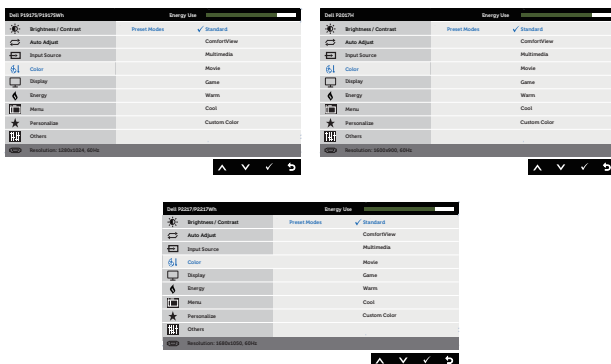 Dell P1917S/P1917SWh Energy Use
Brightness / Contrast Preset Modes ✓ Standard
Auto Adjust ComfortView
Input Source Multimedia
Color Movie
Display Game
Energy Warm
Menu Cool
Personalize Custom Color
Others
Resolution: 1280x1024, 60Hz
Dell P2017H Energy Use
Brightness / Contrast Preset Modes ✓ Standard
Auto Adjust ComfortView
Input Source Multimedia
Color Movie
Display Game
Energy Warm
Menu Cool
Personalize Custom Color
Others
Resolution: 1600x900, 60Hz
Dell P2217/P2217Wh Energy Use
Brightness / Contrast Preset Modes ✓ Standard
Auto Adjust ComfortView
Input Source Multimedia
Color Movie
Display Game
Energy Warm
Menu Cool
Personalize Custom Color
Others
Resolution: 1680x1050, 60Hz